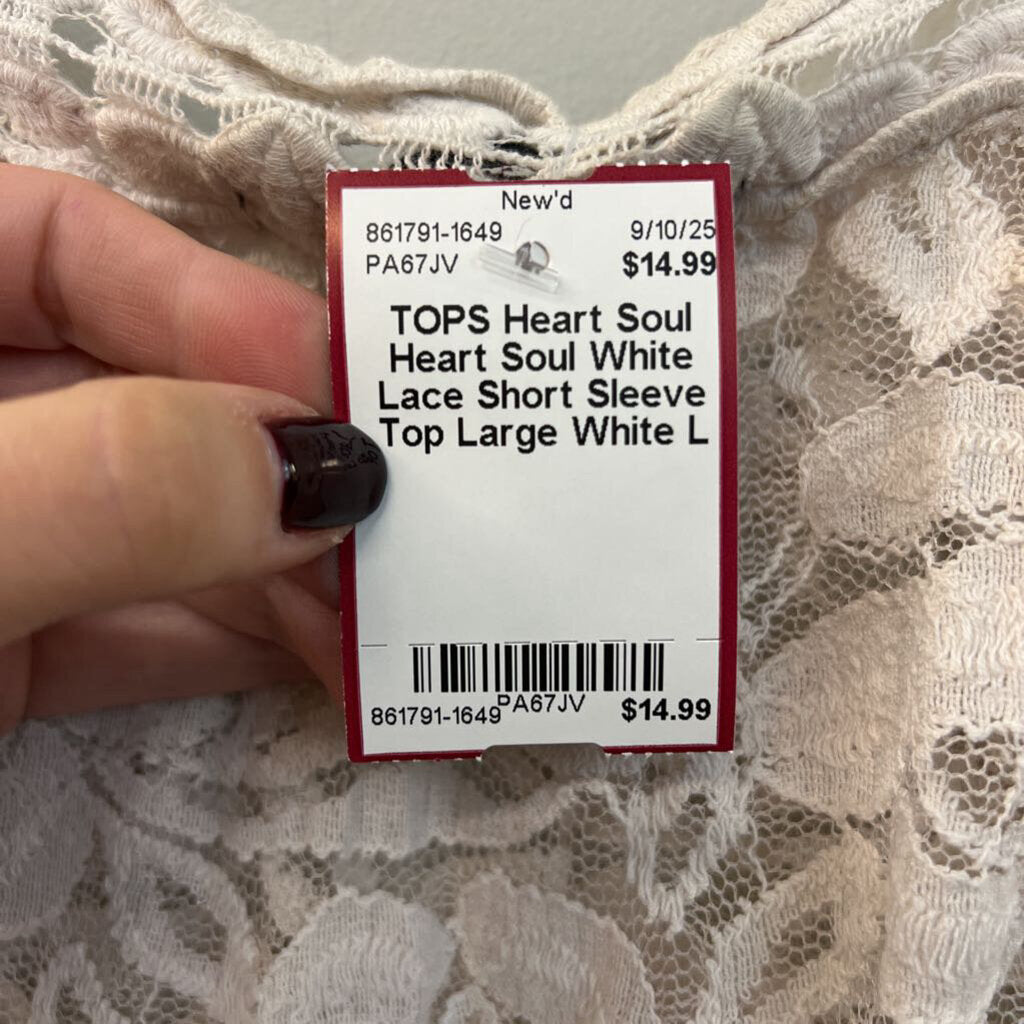 New'd
861791-1649 9/10/25
PA67JV $14.99
TOPS Heart Soul
Heart Soul White
Lace Short Sleeve
Top Large White L
PA67JV
861791-1649 $14.99